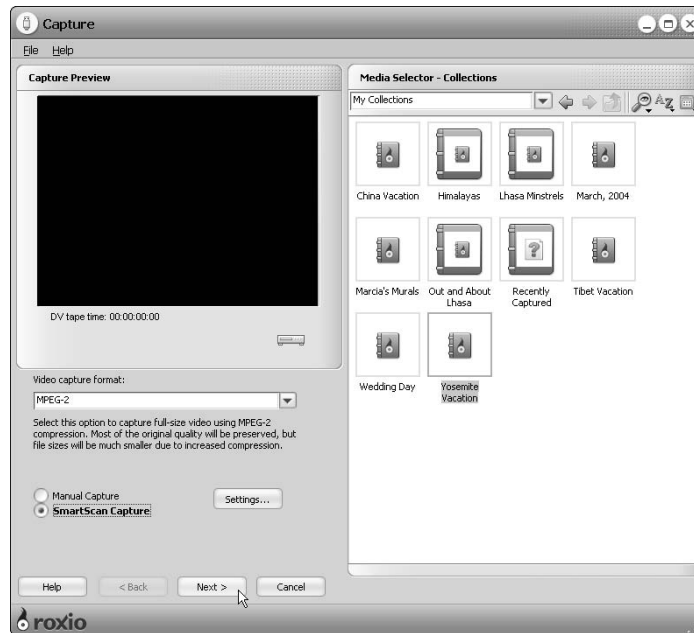 Capture
File Help
Capture Preview
DV tape time: 00:00:00:00
Video capture format:
MPEG-2
Select this option to capture full-size video using MPEG-2
compression. Most of the original quality will be preserved, but
file sizes will be much smaller due to increased compression.
Manual Capture
SmartScan Capture
Settings...
Help
< Back
Next >
Cancel
Media Selector - Collections
My Collections
AZ
China Vacation
Himalayas
Lhasa Minstrels
March, 2004
Marcia's Murals
Out and About
Lhasa
Recently
Captured
?
Tibet Vacation
Wedding Day
Yosemite
Vacation
roxio